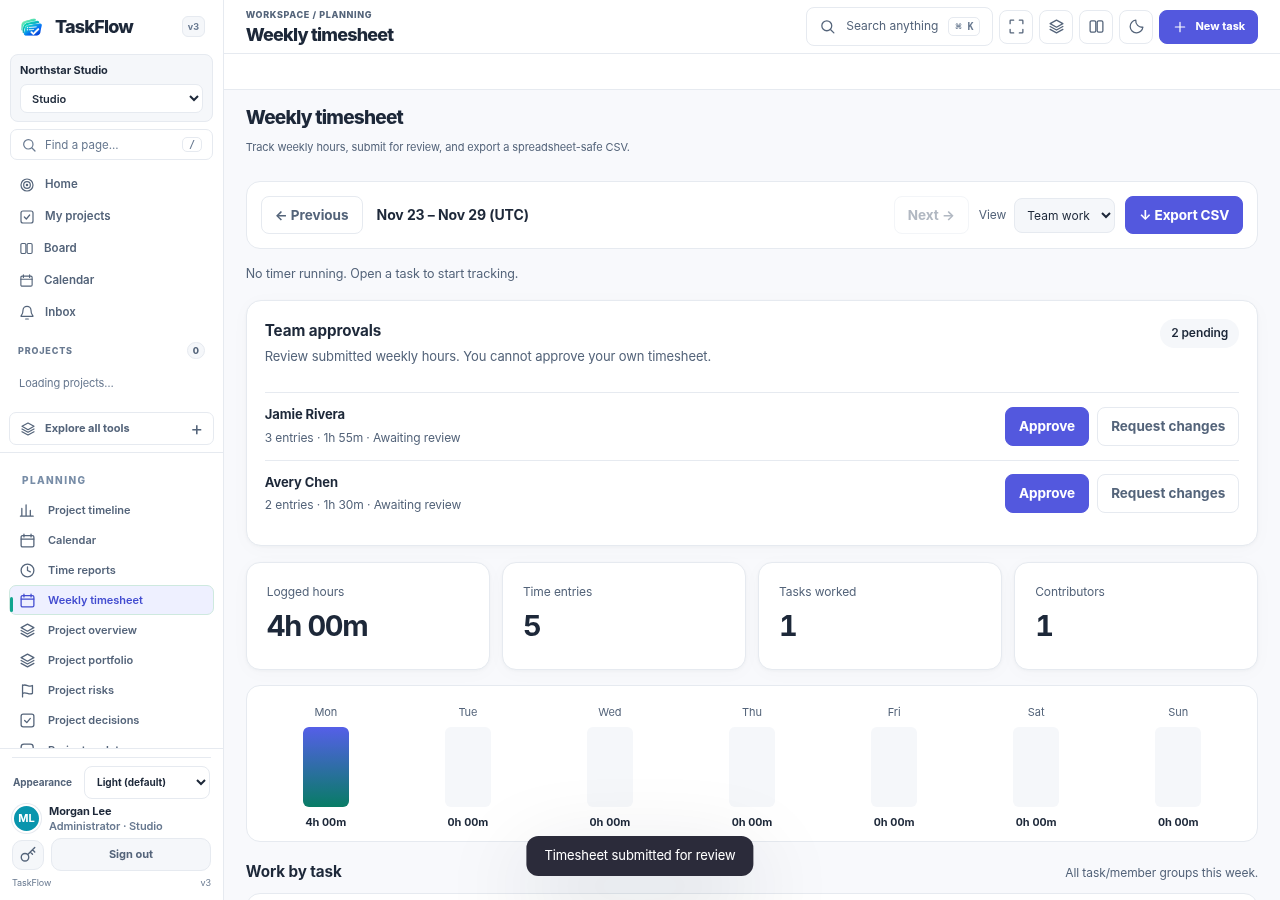 TaskFlow
v3
Northstar Studio
Studio
Find a page...
/
Home
My projects
Board
Calendar
Inbox
PROJECTS
0
Loading projects...
Explore all tools
+
PLANNING
Project timeline
Calendar
Time reports
Weekly timesheet
Project overview
Project portfolio
Project risks
Project decisions
Appearance
Light (default)
ML
Morgan Lee
Administrator · Studio
Sign out
TaskFlow
v3
WORKSPACE / PLANNING
Weekly timesheet
Search anything
⌘ K
+ New task
Weekly timesheet
Track weekly hours, submit for review, and export a spreadsheet-safe CSV.
← Previous
Nov 23 – Nov 29 (UTC)
Next →
View
Team work
↓ Export CSV
No timer running. Open a task to start tracking.
Team approvals
2 pending
Review submitted weekly hours. You cannot approve your own timesheet.
Jamie Rivera
3 entries · 1h 55m · Awaiting review
Approve
Request changes
Avery Chen
2 entries · 1h 30m · Awaiting review
Approve
Request changes
Logged hours
4h 00m
Time entries
5
Tasks worked
1
Contributors
1
Mon
Tue
Wed
Thu
Fri
Sat
Sun
4h 00m
0h 00m
0h 00m
0h 00m
0h 00m
0h 00m
0h 00m
Timesheet submitted for review
Work by task
All task/member groups this week.